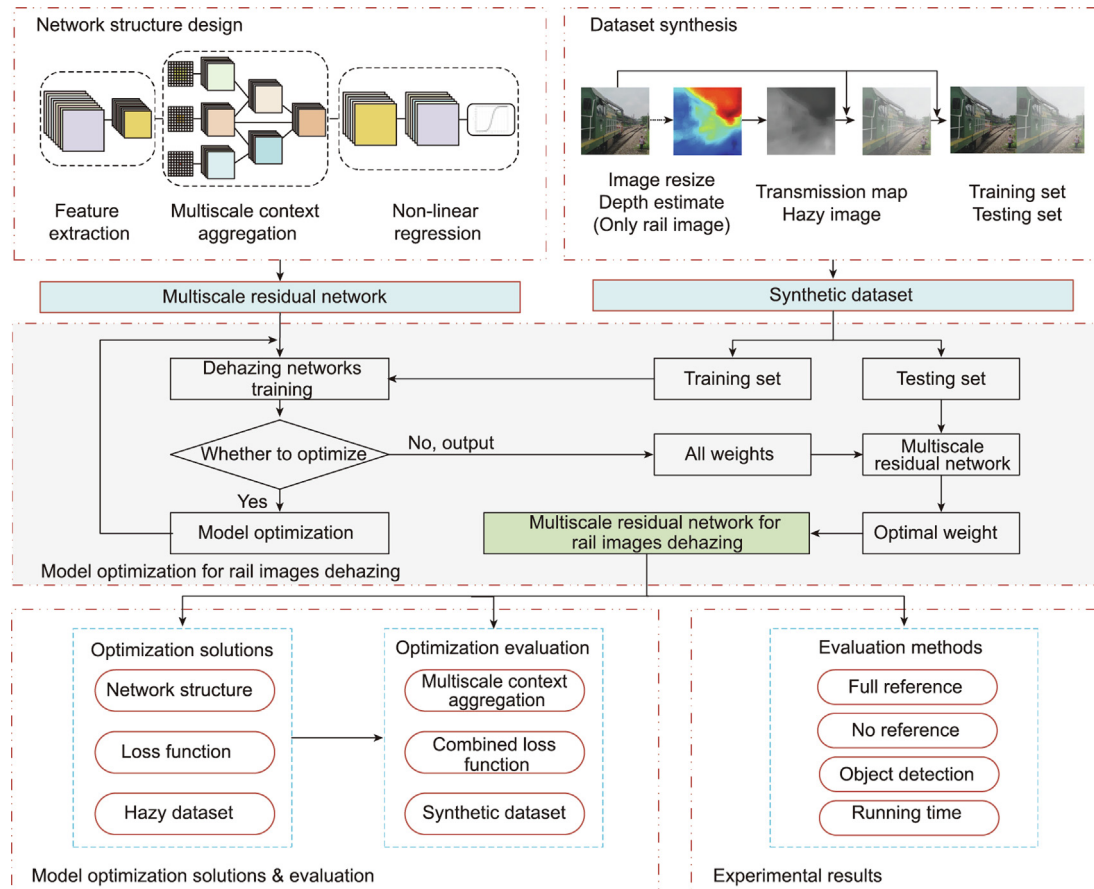 Network structure design
Feature
extraction
Multiscale context
aggregation
Non-linear
regression
Dataset synthesis
Image resize
Depth estimate
(Only rail image)
Transmission map
Hazy image
Training set
Testing set
Multiscale residual network
Synthetic dataset
Dehazing networks
training
Training set
Testing set
Whether to optimize
No, output
All weights
Multiscale
residual network
Yes
Model optimization
Multiscale residual network for
rail images dehazing
Optimal weight
Model optimization for rail images dehazing
Optimization solutions
Network structure
Loss function
Hazy dataset
Optimization evaluation
Multiscale context
aggregation
Combined loss
function
Synthetic dataset
Model optimization solutions & evaluation
Evaluation methods
Full reference
No reference
Object detection
Running time
Experimental results